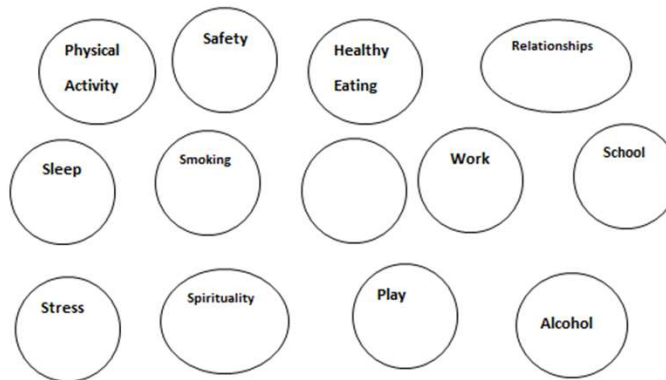 Physical
Activity
Safety
Healthy
Eating
Relationships
Sleep
Smoking
Work
School
Stress
Spirituality
Play
Alcohol